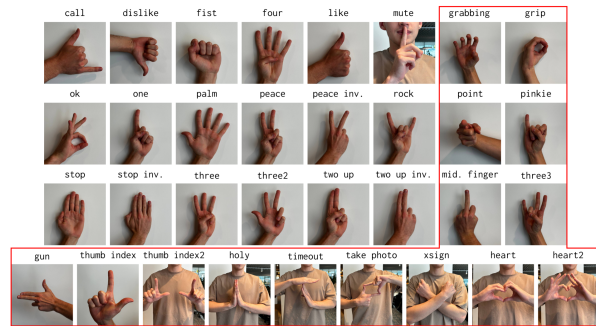 call dislike fist four like mute grabbing grip
ok one palm peace peace inv. rock point pinkie
stop stop inv. three three2 two up two up inv. mid. finger three3
gun thumb index thumb index2 holy timeout take photo xsign heart heart2